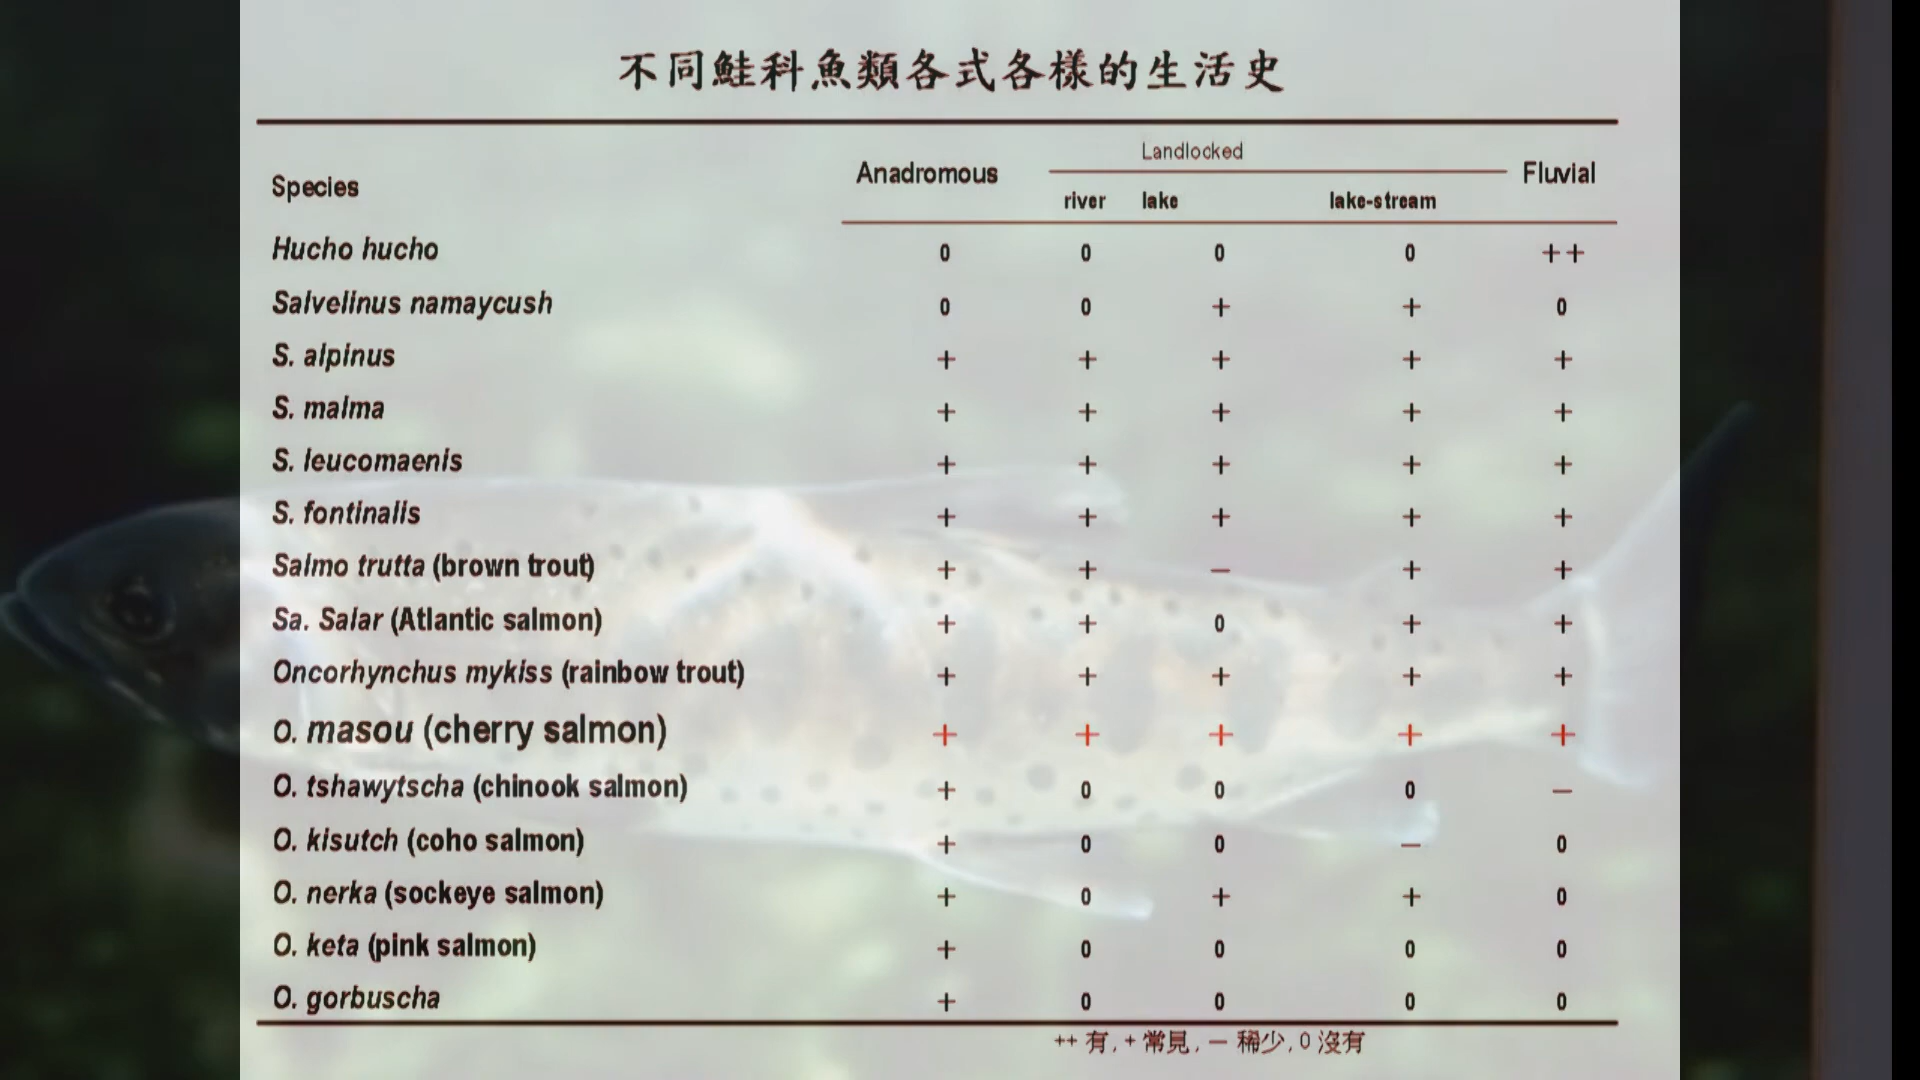 不同鮭科魚類各式各樣的生活史
Species Anadromous Landlocked Fluvial
river lake lake-stream
Hucho hucho 0 0 0 0 ++
Salvelinus namaycush 0 0 + + 0
S. alpinus + + + + +
S. malma + + + + +
S. leucomaenis + + + + +
S. fontinalis + + + + +
Salmo trutta (brown trout) + + — + +
Sa. Salar (Atlantic salmon) + + 0 + +
Oncorhynchus mykiss (rainbow trout) + + + + +
O. masou (cherry salmon) + + + + +
O. tshawytscha (chinook salmon) + 0 0 0 —
O. kisutch (coho salmon) + 0 0 — 0
O. nerka (sockeye salmon) + 0 + + 0
O. keta (pink salmon) + 0 0 0 0
O. gorbuscha + 0 0 0 0
++ 有, + 常見, — 稀少, 0 沒有